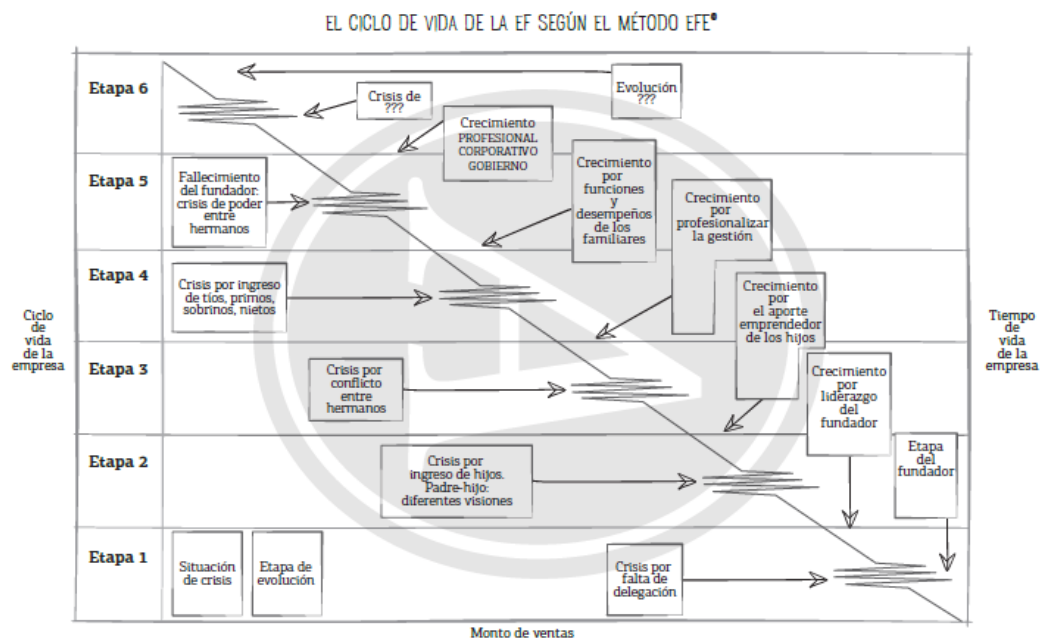 EL CICLO DE VIDA DE LA EF SEGÚN EL MÉTODO EFE®
Etapa 6
Crisis de
???
Evolución
???
Crecimiento
PROFESIONAL
CORPORATIVO
GOBIERNO
Etapa 5
Fallecimiento
del fundador:
crisis de poder
entre
hermanos
Crecimiento
por
funciones
y
desempeños
de los
familiares
Crecimiento
por
profesionalizar
la gestión
Etapa 4
Crisis por ingreso
de tíos, primos,
sobrinos, nietos
Crecimiento
por
el aporte
emprendedor
de los hijos
Ciclo
de
vida
de la
empresa
Tiempo
de
vida
de la
empresa
Etapa 3
Crisis por
conflicto
entre
hermanos
Crecimiento
por
liderazgo
del
fundador
Etapa 2
Crisis por
ingreso de hijos.
Padre-hijo:
diferentes visiones
Etapa
del
fundador
Etapa 1
Situación
de crisis
Etapa de
evolución
Crisis por
falta de
delegación
Monto de ventas